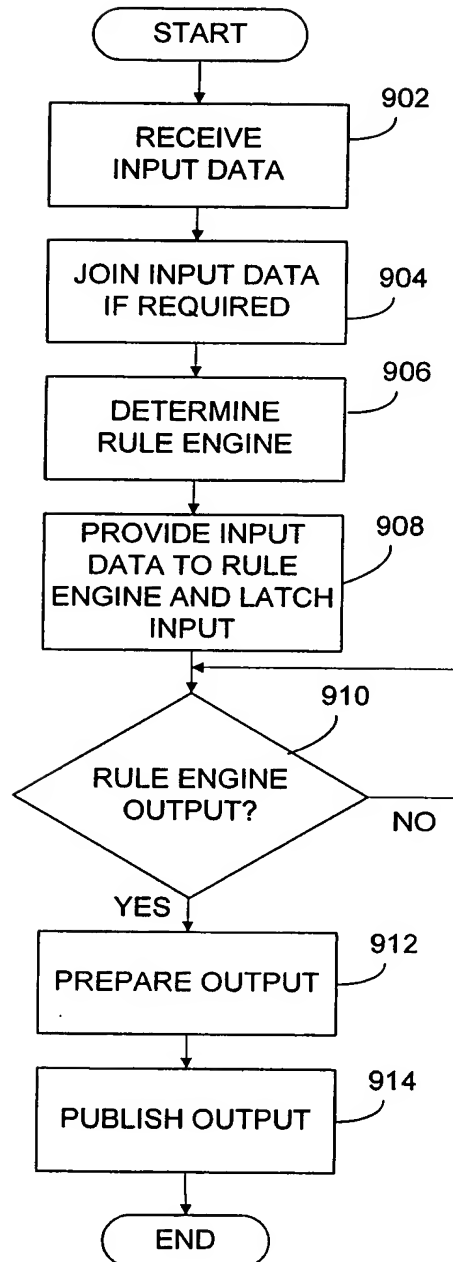 START
902
RECEIVE
INPUT DATA
JOIN INPUT DATA
IF REQUIRED
904
906
DETERMINE
RULE ENGINE
PROVIDE INPUT
DATA TO RULE
ENGINE AND LATCH
INPUT
908
910
RULE ENGINE
OUTPUT?
NO
YES
912
PREPARE OUTPUT
914
PUBLISH OUTPUT
END